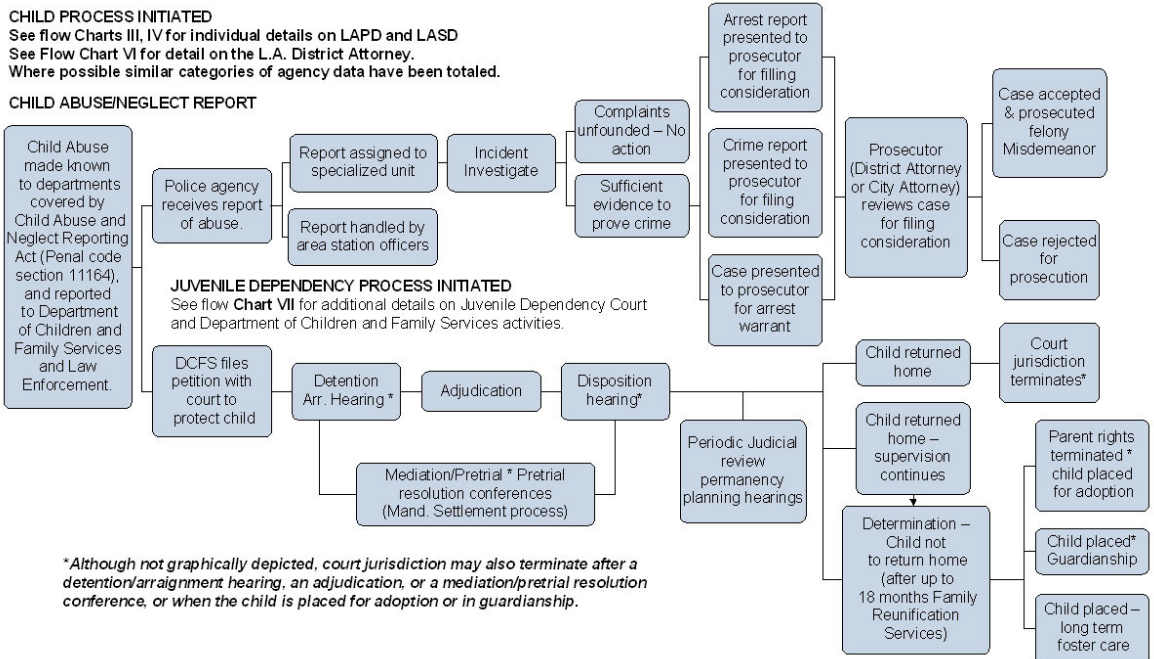 CHILD PROCESS INITIATED
See flow Charts III, IV for individual details on LAPD and LASD
See Flow Chart VI for detail on the L.A. District Attorney.
Where possible similar categories of agency data have been totaled.
CHILD ABUSE/NEGLECT REPORT
Child Abuse
made known
to departments
covered by
Child Abuse and
Neglect Reporting
Act (Penal code
section 11164),
and reported
to Department
of Children and
Family Services
and Law
Enforcement.
Police agency
receives report
of abuse.
Report assigned to
specialized unit
Report handled by
area station officers
Incident
Investigate
Complaints
unfounded – No
action
Sufficient
evidence to
prove crime
Arrest report
presented to
prosecutor
for filling
consideration
Crime report
presented to
prosecutor
for filing
consideration
Case presented
to prosecutor
for arrest
warrant
Prosecutor
(District Attorney
or City Attorney)
reviews case
for filing
consideration
Case accepted
& prosecuted
felony
Misdemeanor
Case rejected
for
prosecution
JUVENILE DEPENDENCY PROCESS INITIATED
See flow Chart VII for additional details on Juvenile Dependency Court
and Department of Children and Family Services activities.
DCFS files
petition with
court to
protect child
Detention
Arr. Hearing *
Adjudication
Disposition
hearing*
Mediation/Pretrial * Pretrial
resolution conferences
(Mand. Settlement process)
Periodic Judicial
review
permanency
planning hearings
Child returned
home
Court
jurisdiction
terminates*
Child returned
home –
supervision
continues
Determination –
Child not
to return home
(after up to
18 months Family
Reunification
Services)
Parent rights
terminated *
child placed
for adoption
Child placed*
Guardianship
Child placed –
long term
foster care
*Although not graphically depicted, court jurisdiction may also terminate after a
detention/arraignment hearing, an adjudication, or a mediation/pretrial resolution
conference, or when the child is placed for adoption or in guardianship.